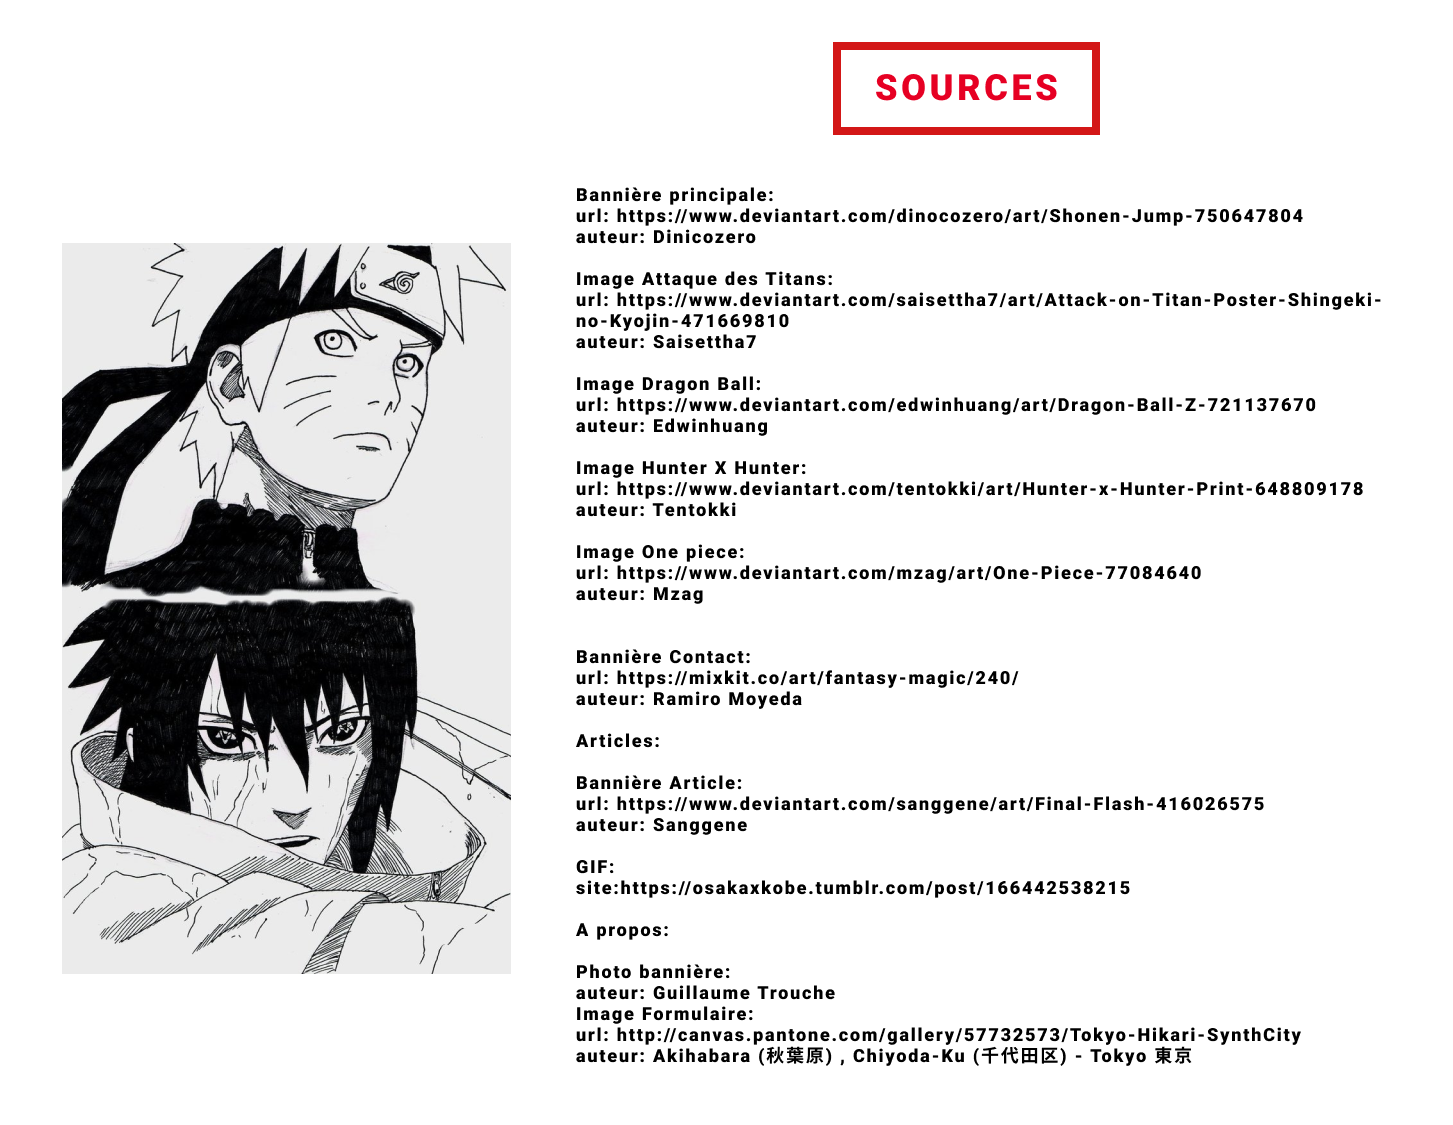 SOURCES
Bannière principale:
url: https://www.deviantart.com/dinocozero/art/Shonen-Jump-750647804
auteur: Dinicozero
Image Attaque des Titans:
url: https://www.deviantart.com/saisettha7/art/Attack-on-Titan-Poster-Shingeki-
no-Kyojin-471669810
auteur: Saisettha7
Image Dragon Ball:
url: https://www.deviantart.com/edwinhuang/art/Dragon-Ball-Z-721137670
auteur: Edwinhuang
Image Hunter X Hunter:
url: https://www.deviantart.com/tentokki/art/Hunter-x-Hunter-Print-648809178
auteur: Tentokki
Image One piece:
url: https://www.deviantart.com/mzag/art/One-Piece-77084640
auteur: Mzag
Bannière Contact:
url: https://mixkit.co/art/fantasy-magic/240/
auteur: Ramiro Moyeda
Articles:
Bannière Article:
url: https://www.deviantart.com/sanggene/art/Final-Flash-416026575
auteur: Sanggene
GIF:
site:https://osakaxkobe.tumblr.com/post/166442538215
A propos:
Photo bannière:
auteur: Guillaume Trouche
Image Formulaire:
url: http://canvas.pantone.com/gallery/57732573/Tokyo-Hikari-SynthCity
auteur: Akihabara (秋葉原) , Chiyoda-Ku (千代田区) - Tokyo 東京